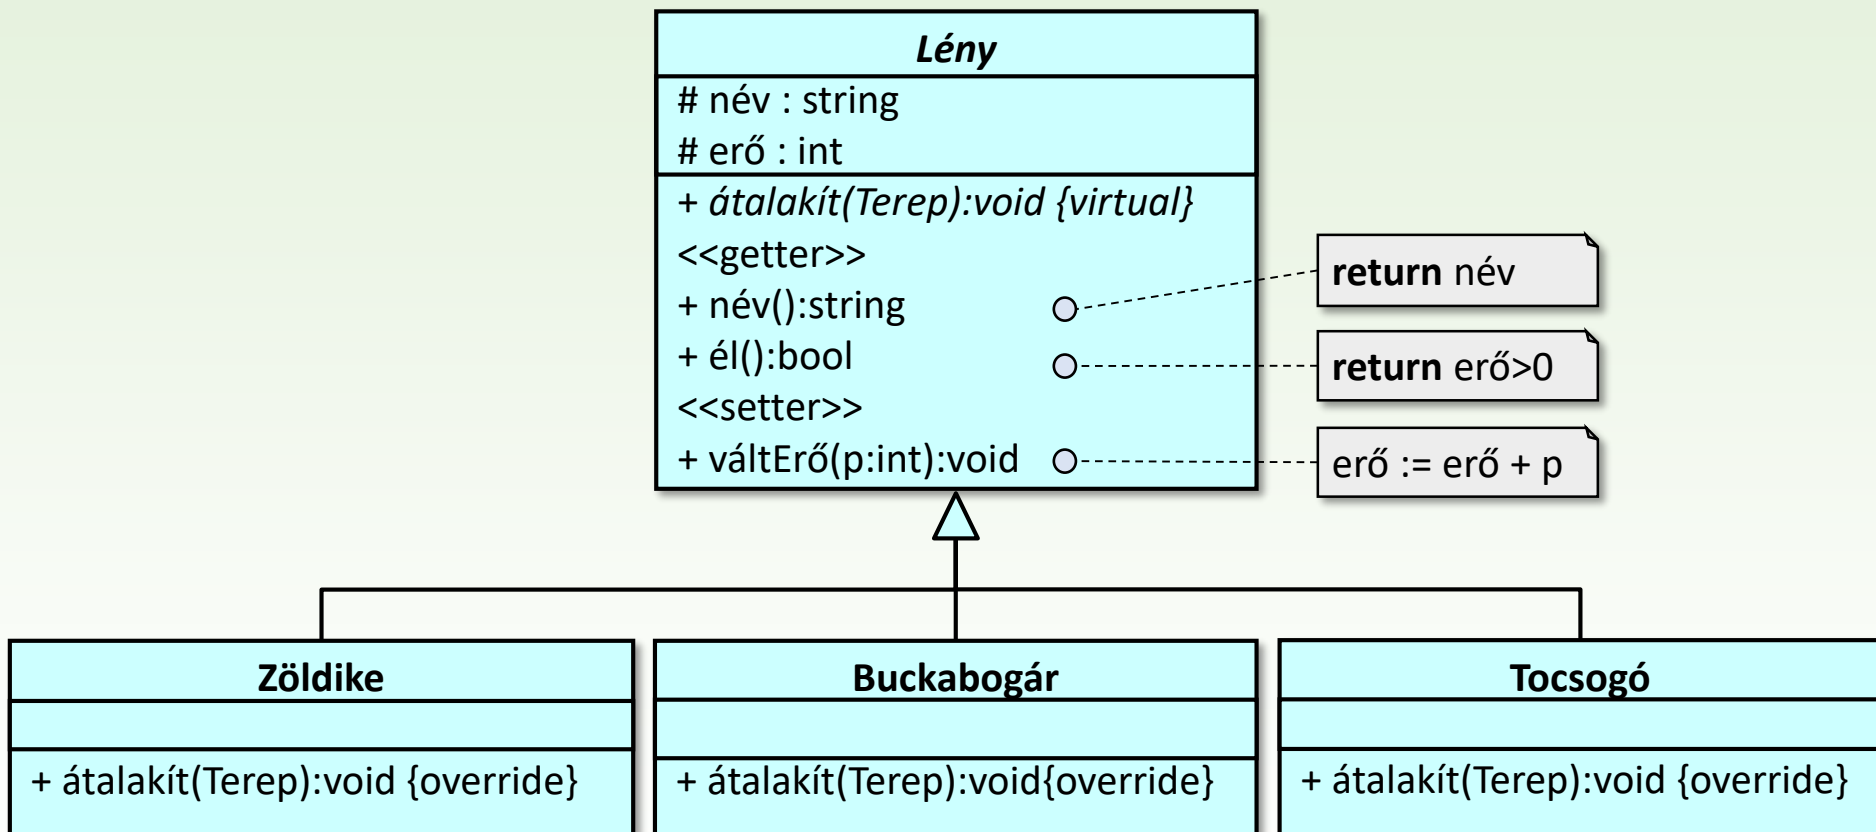 Lény
# név : string
# erő : int
+ átalakít(Terep):void {virtual}
<<getter>>
+ név():string
return név
+ él():bool
return erő>0
<<setter>>
+ váltErő(p:int):void
erő := erő + p
Zöldike
+ átalakít(Terep):void {override}
Buckabogár
+ átalakít(Terep):void{override}
Tocsogó
+ átalakít(Terep):void {override}